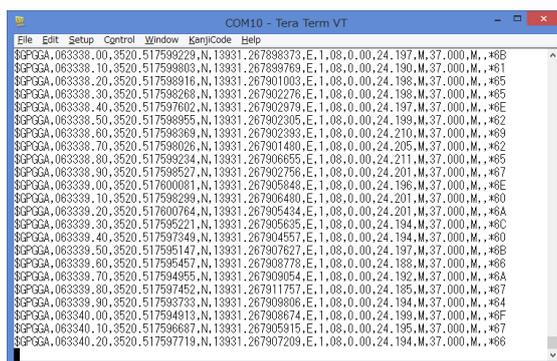 COM10 - Tera Term VT
File Edit Setup Control Window KanjiCode Help
$GPGGA,063338.00,3520.517599229,N,13931.267898373,E,1,08,0.00,24.197,M,37.000,M,,*6B
$GPGGA,063338.10,3520.517599803,N,13931.267899769,E,1,08,0.00,24.190,M,37.000,M,,*61
$GPGGA,063338.20,3520.517598916,N,13931.267901003,E,1,08,0.00,24.198,M,37.000,M,,*65
$GPGGA,063338.30,3520.517598268,N,13931.267902276,E,1,08,0.00,24.198,M,37.000,M,,*65
$GPGGA,063338.40,3520.517597602,N,13931.267902979,E,1,08,0.00,24.197,M,37.000,M,,*6E
$GPGGA,063338.50,3520.517598955,N,13931.267902305,E,1,08,0.00,24.199,M,37.000,M,,*62
$GPGGA,063338.60,3520.517598369,N,13931.267902393,E,1,08,0.00,24.210,M,37.000,M,,*69
$GPGGA,063338.70,3520.517598026,N,13931.267901480,E,1,08,0.00,24.205,M,37.000,M,,*62
$GPGGA,063338.80,3520.517599234,N,13931.267906655,E,1,08,0.00,24.211,M,37.000,M,,*65
$GPGGA,063338.90,3520.517598527,N,13931.267902756,E,1,08,0.00,24.201,M,37.000,M,,*67
$GPGGA,063339.00,3520.517600081,N,13931.267905848,E,1,08,0.00,24.196,M,37.000,M,,*6E
$GPGGA,063339.10,3520.517598299,N,13931.267906480,E,1,08,0.00,24.201,M,37.000,M,,*60
$GPGGA,063339.20,3520.517600764,N,13931.267905434,E,1,08,0.00,24.201,M,37.000,M,,*6A
$GPGGA,063339.30,3520.517595221,N,13931.267905635,E,1,08,0.00,24.194,M,37.000,M,,*6C
$GPGGA,063339.40,3520.517597349,N,13931.267904557,E,1,08,0.00,24.194,M,37.000,M,,*60
$GPGGA,063339.50,3520.517595147,N,13931.267907627,E,1,08,0.00,24.197,M,37.000,M,,*6B
$GPGGA,063339.60,3520.517595457,N,13931.267908778,E,1,08,0.00,24.188,M,37.000,M,,*66
$GPGGA,063339.70,3520.517594955,N,13931.267909054,E,1,08,0.00,24.192,M,37.000,M,,*6A
$GPGGA,063339.80,3520.517597452,N,13931.267911757,E,1,08,0.00,24.185,M,37.000,M,,*67
$GPGGA,063339.90,3520.517593733,N,13931.267909806,E,1,08,0.00,24.194,M,37.000,M,,*64
$GPGGA,063340.00,3520.517594913,N,13931.267908674,E,1,08,0.00,24.199,M,37.000,M,,*6F
$GPGGA,063340.10,3520.517596687,N,13931.267905915,E,1,08,0.00,24.195,M,37.000,M,,*67
$GPGGA,063340.20,3520.517597719,N,13931.267907209,E,1,08,0.00,24.194,M,37.000,M,,*66